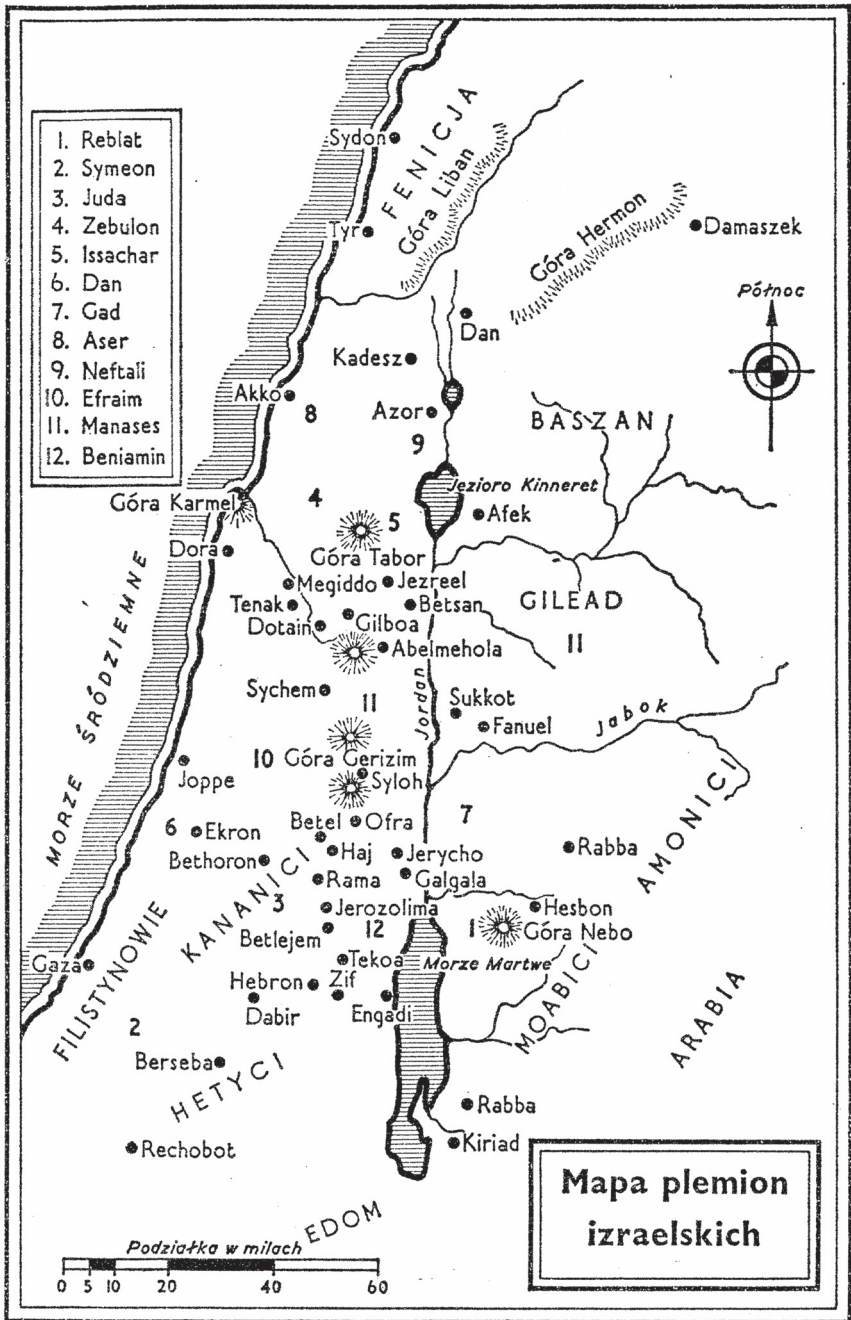 1. Rebiat
2. Symeon
3. Juda
4. Zebulon
5. Issachar
6. Dan
7. Gad
8. Aser
9. Neftali
10. Efraim
11. Manases
12. Beniamin
Sydon
FENICJA
Góra Liban
Tyr
Góra Hermon
Damaszek
Północ
Dan
Kadesz
Akko
8
Azor
9
BASZAN
Góra Karmel
4
5
Jezioro Kinneret
Afek
Dora
Góra Tabor
Megiddo
Jezreel
Tenak
Betsan
GILEAD
Dotain
Gilboa
Abelmehola
11
MORZE ŚRÓDZIEMNE
Sychem
11
Jordan
Sukkot
Fanuel
Jabok
10
Góra Gerizim
Joppe
Syloh
7
AMONICI
6
Ekron
Betel
Ofra
Bethoron
Haj
Jerycho
Rabba
KANANICI
Rama
Galgala
3
Jerozolima
Hesbon
FILISTYNOWIE
Betlejem
12
1
Góra Nebo
Gaza
Tekoa
Morze Martwe
Hebron
Zif
MOABICI
ARABIA
Dabir
Engadi
2
Berseba
HETYCI
Rabba
Rechobot
Kiriad
EDOM
Mapa plemion
izraelskich
Podziałka w milach
0 5 10 20 40 60